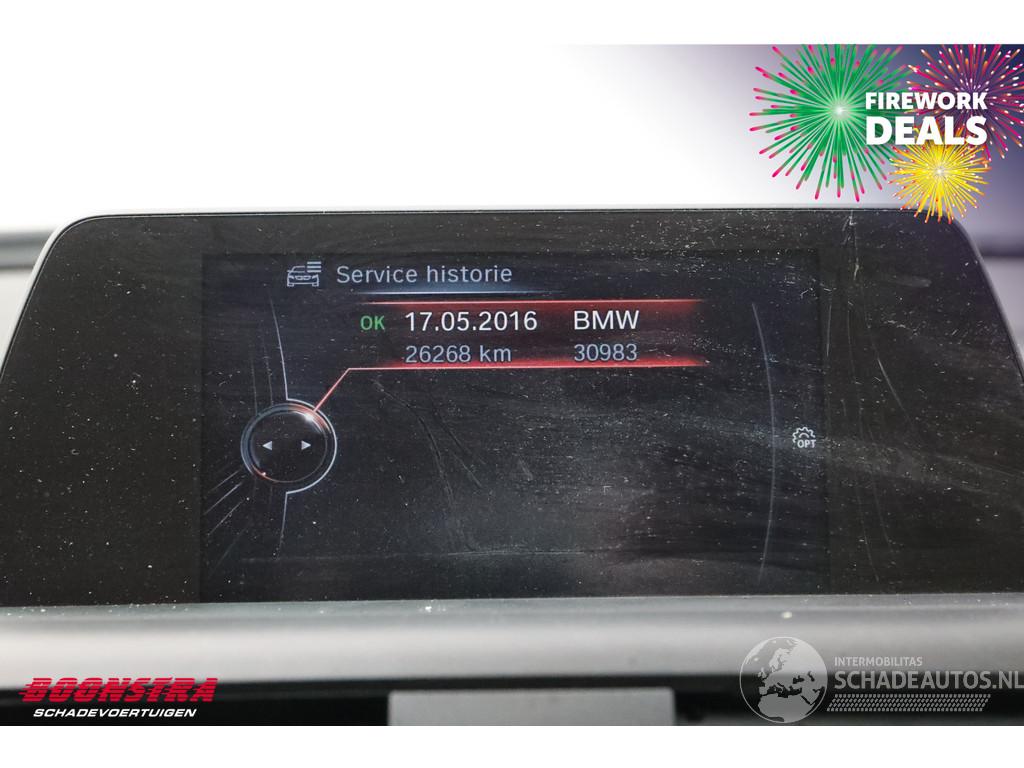 FIREWORK
DEALS
Service historie
OK 17.05.2016 BMW
26268 km 30983
OPT
BOONSTRA
SCHADEVOERTUIGEN
INTERMOBILITAS
SCHADEAUTOS.NL